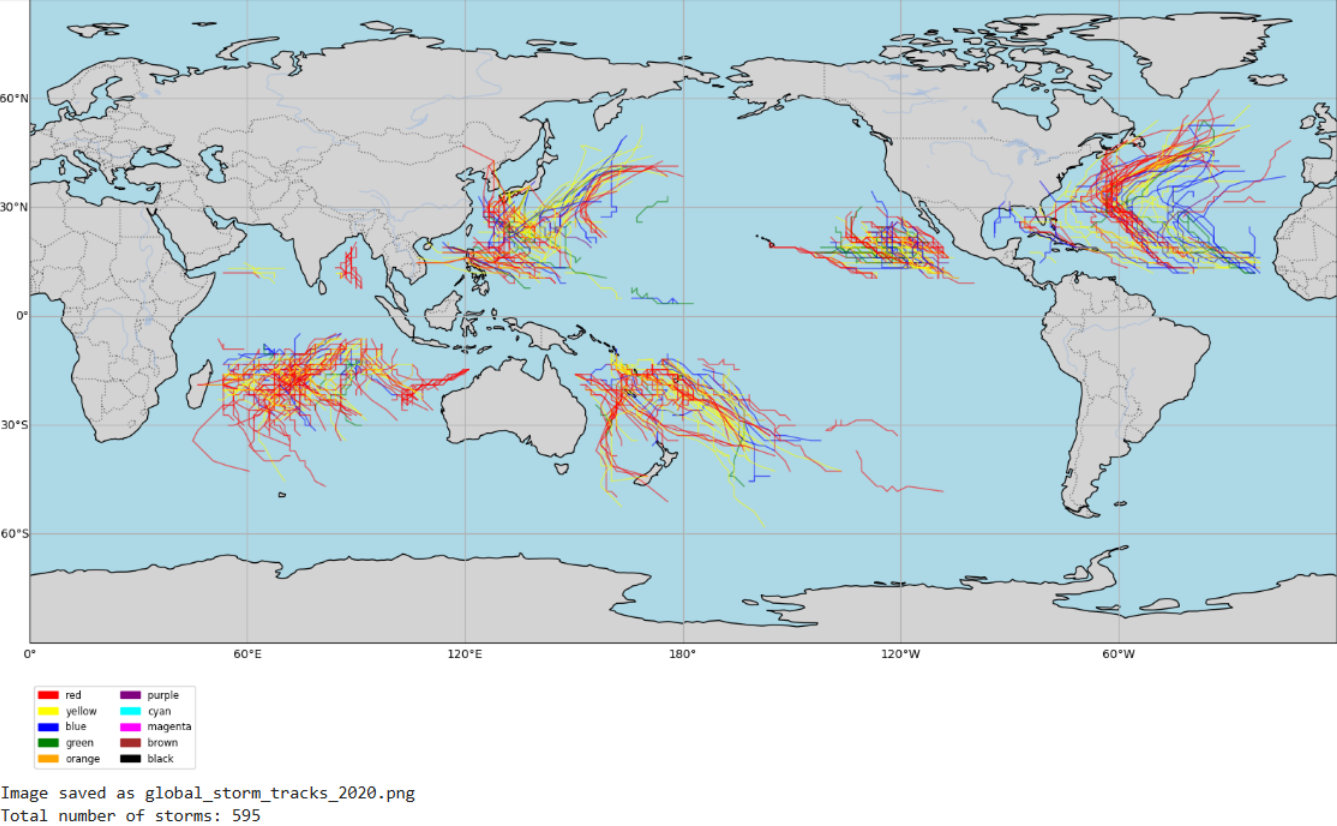 60°N
30°N
0°
30°S
60°S
0° 60°E 120°E 180° 120°W 60°W
red purple
yellow cyan
blue magenta
green brown
orange black
Image saved as global_storm_tracks_2020.png
Total number of storms: 595